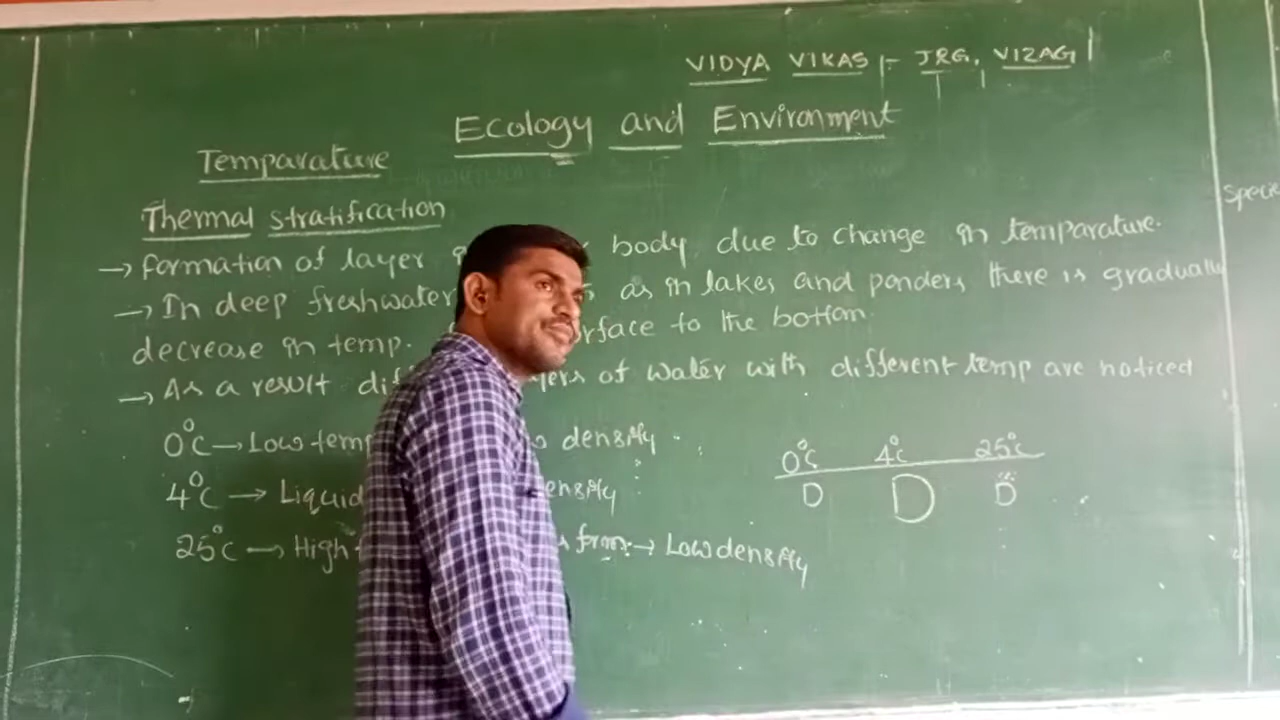 VIDYA VIKAS :- JRG, VIZAG
Ecology and Environment
Temparature
Thermal stratification
→ formation of layer body due to change in temparature.
→ In deep freshwater as in lakes and ponders there is gradually
decrease in temp. surface to the bottom.
→ As a result layers of water with different temp are noticed
0°C → Low temp density.
4°C → Liquid density
25°C → High form → Low density
0°C 4°C 25°C
D D D
Specie